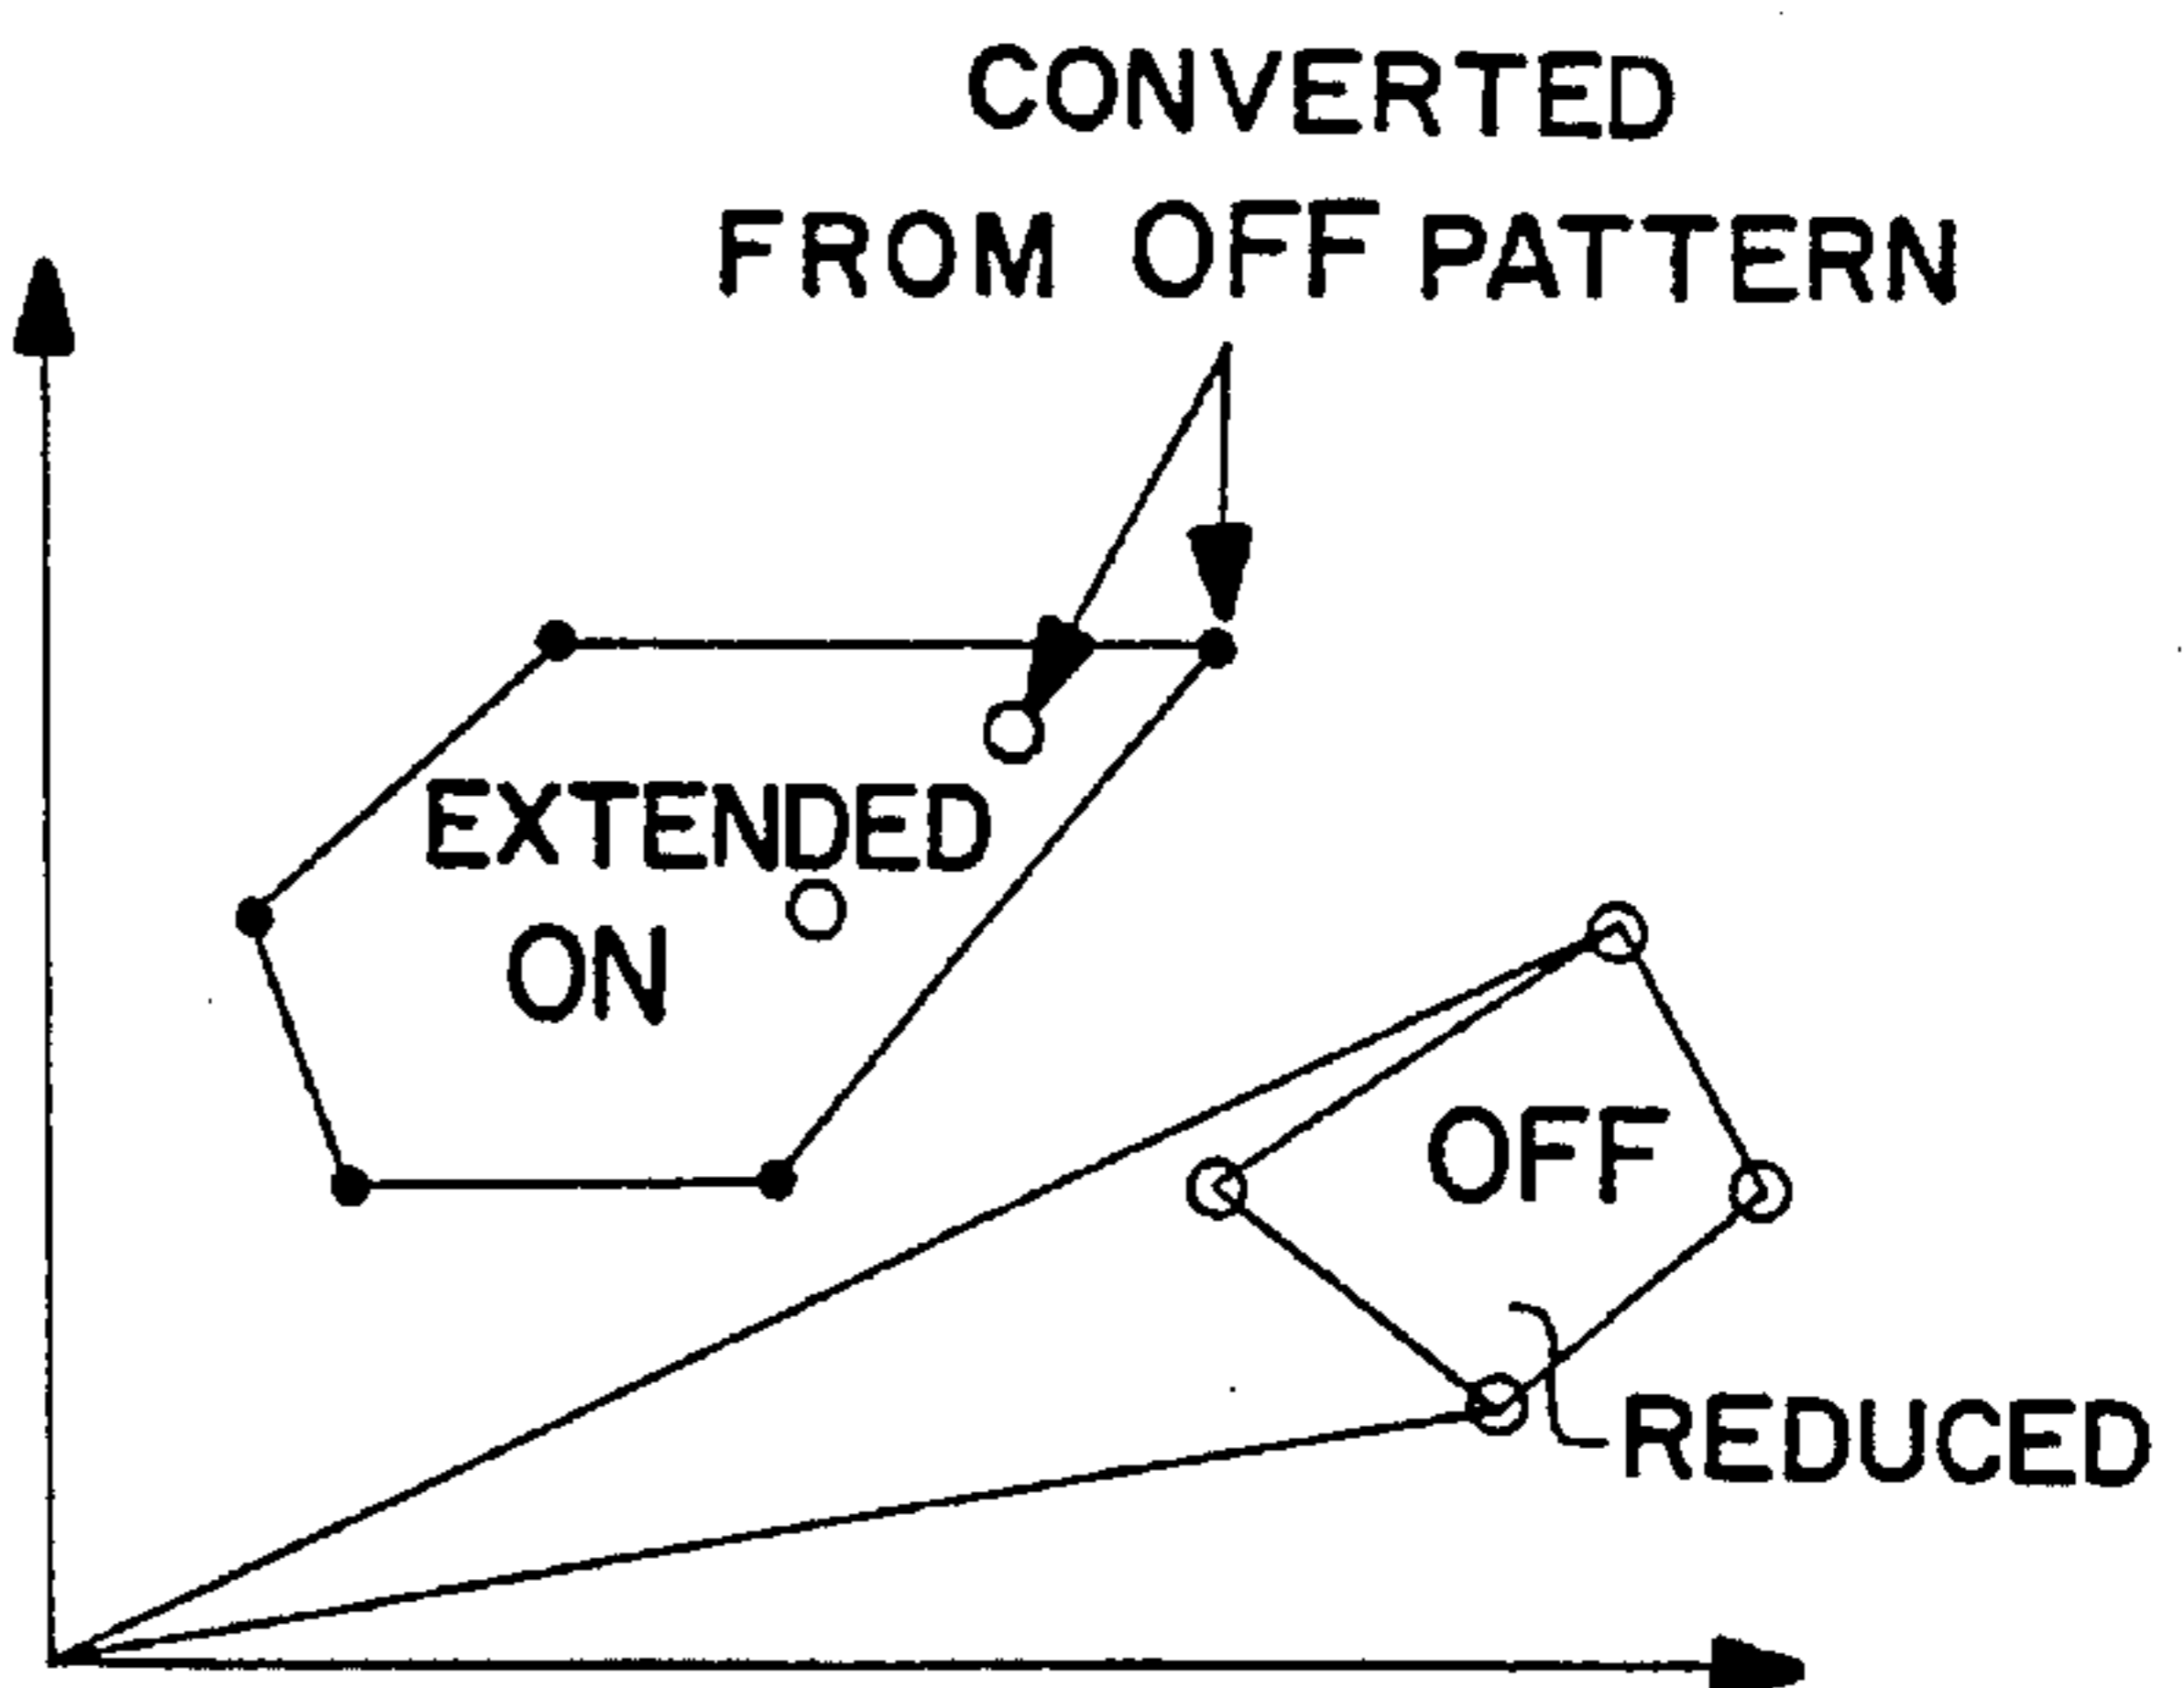 CONVERTED
FROM OFF PATTERN
EXTENDED
ON
OFF
REDUCED